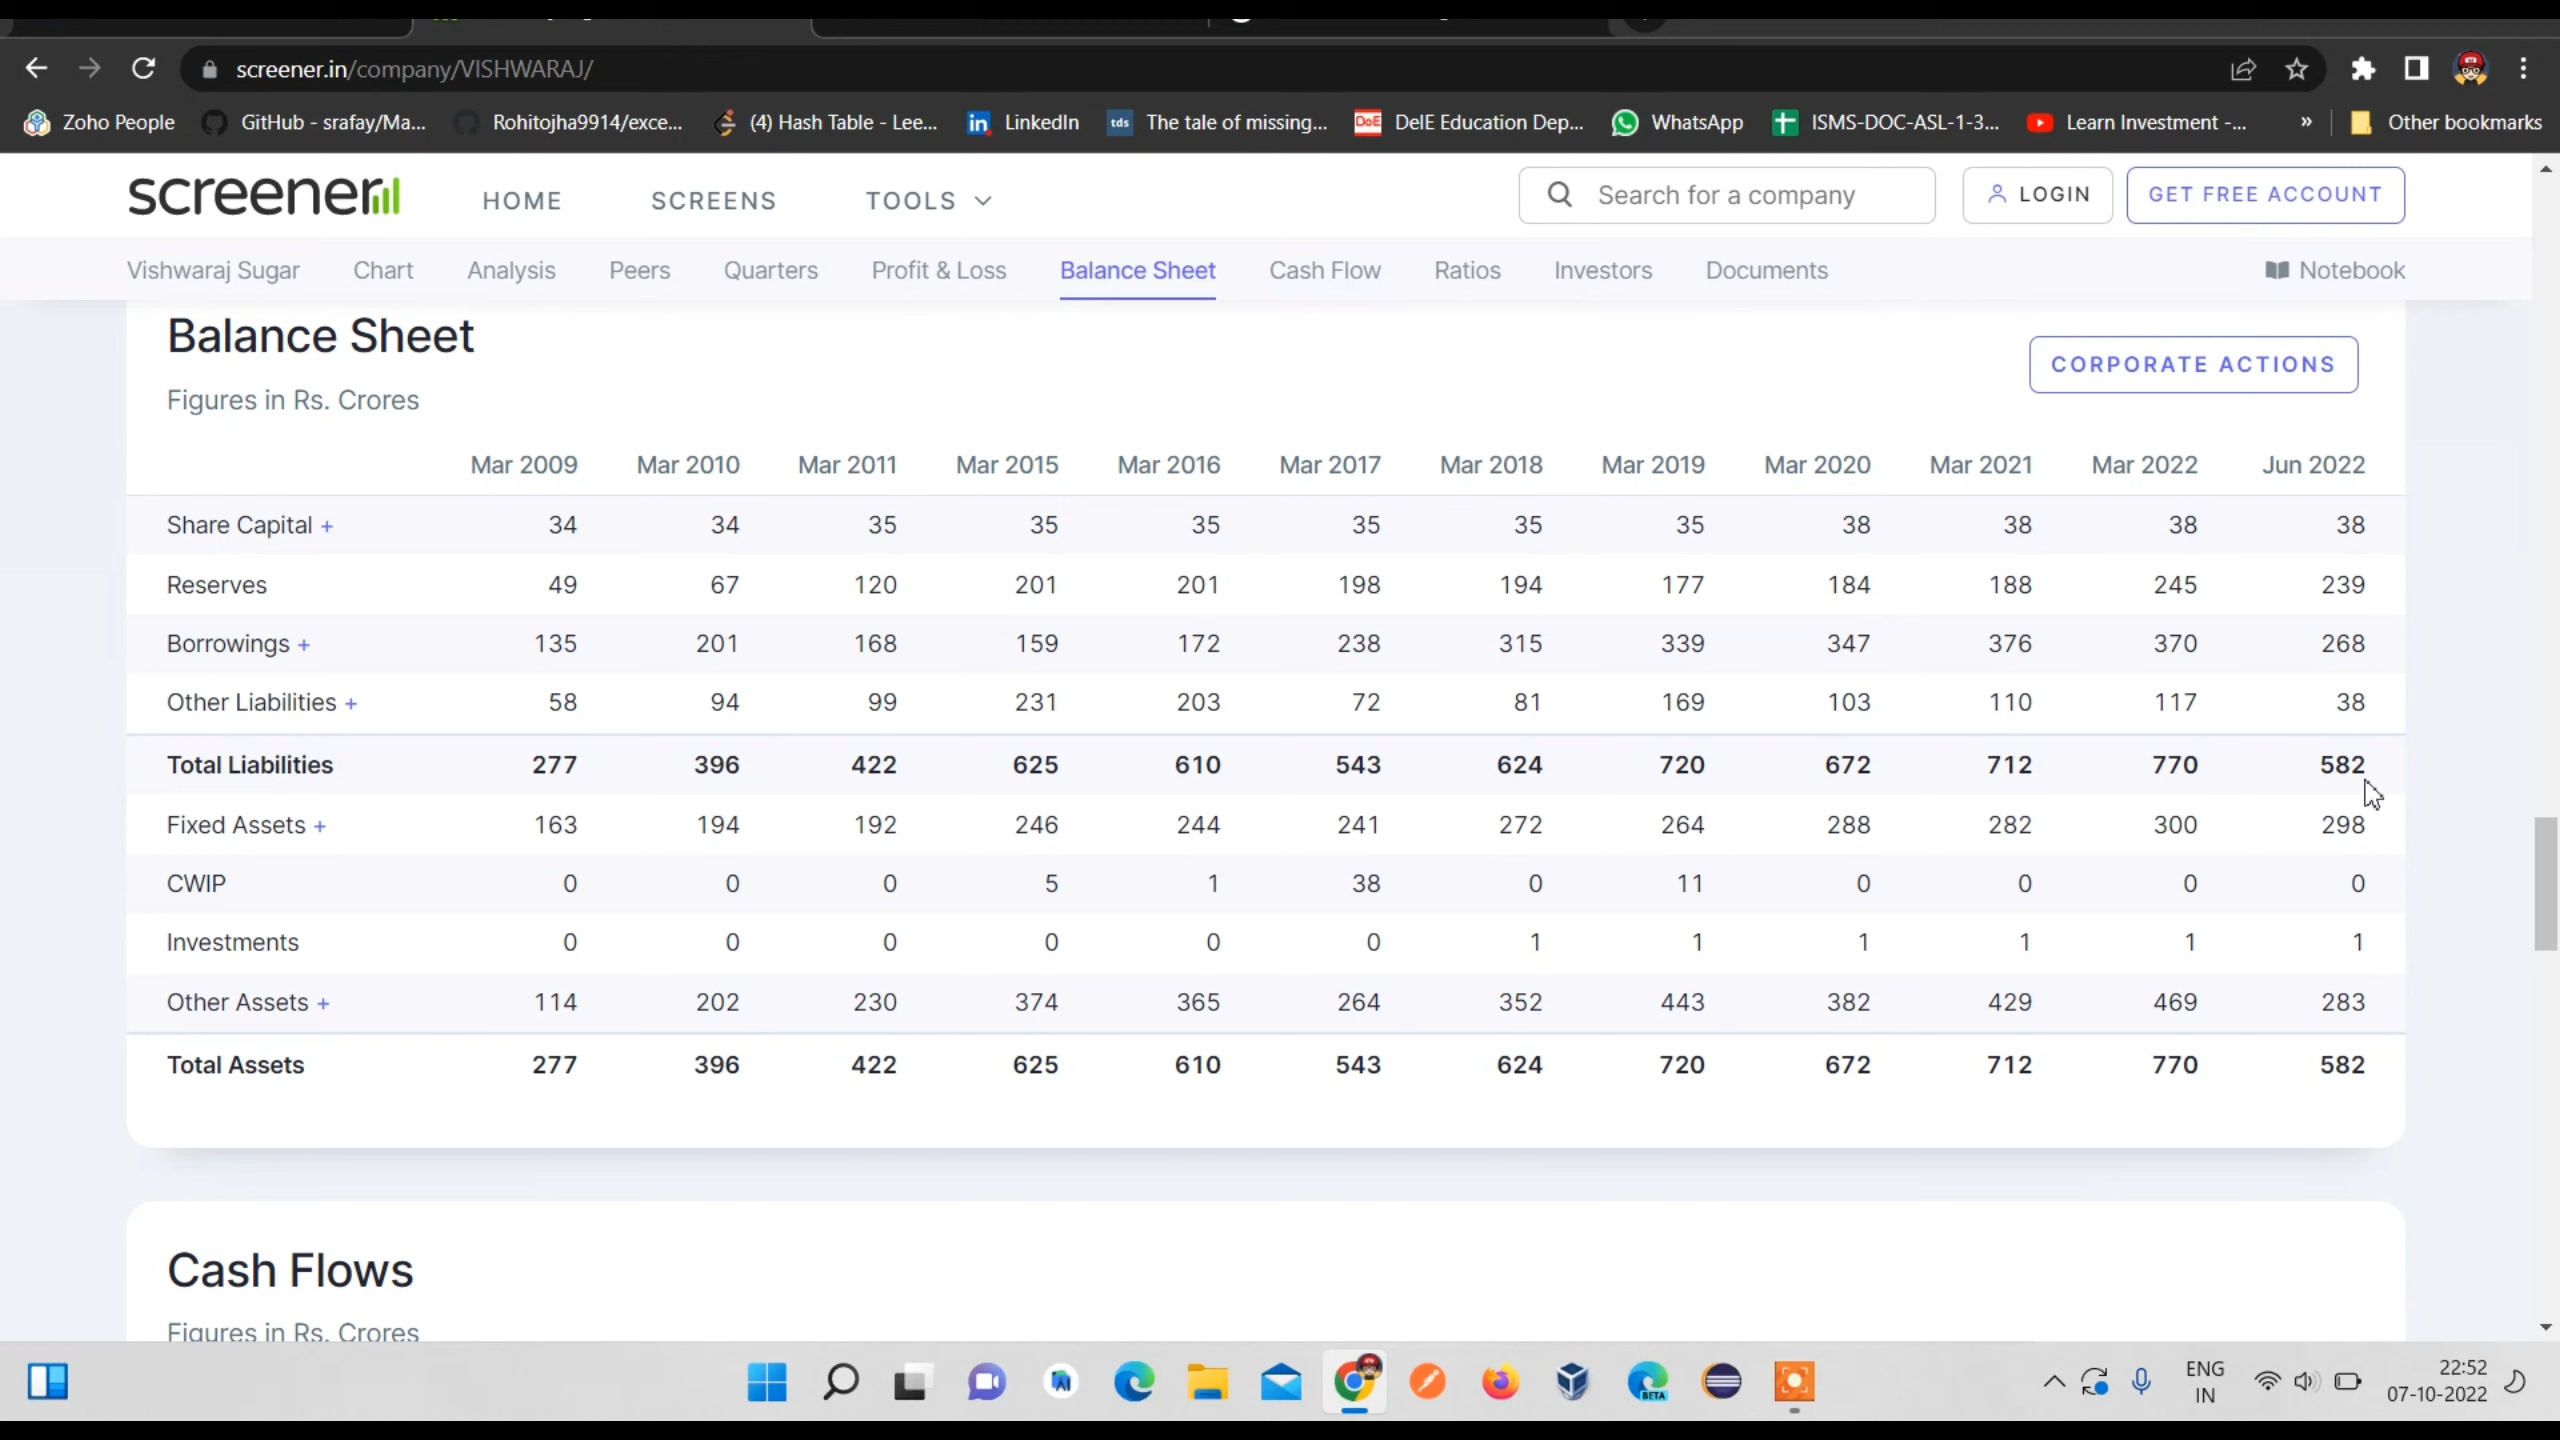 screener.in/company/VISHWARAJ/
Zoho People GitHub - srafay/Ma... Rohitojha9914/exce... (4) Hash Table - Lee... in LinkedIn tds The tale of missing... DoE DelE Education Dep... WhatsApp ISMS-DOC-ASL-1-3... Learn Investment -... » Other bookmarks
screener HOME SCREENS TOOLS Search for a company LOGIN GET FREE ACCOUNT
Vishwaraj Sugar Chart Analysis Peers Quarters Profit & Loss Balance Sheet Cash Flow Ratios Investors Documents Notebook
Balance Sheet
CORPORATE ACTIONS
Figures in Rs. Crores
Mar 2009 Mar 2010 Mar 2011 Mar 2015 Mar 2016 Mar 2017 Mar 2018 Mar 2019 Mar 2020 Mar 2021 Mar 2022 Jun 2022
Share Capital + 34 34 35 35 35 35 35 35 38 38 38 38
Reserves 49 67 120 201 201 198 194 177 184 188 245 239
Borrowings + 135 201 168 159 172 238 315 339 347 376 370 268
Other Liabilities + 58 94 99 231 203 72 81 169 103 110 117 38
Total Liabilities 277 396 422 625 610 543 624 720 672 712 770 582
Fixed Assets + 163 194 192 246 244 241 272 264 288 282 300 298
CWIP 0 0 0 5 1 38 0 11 0 0 0 0
Investments 0 0 0 0 0 0 1 1 1 1 1 1
Other Assets + 114 202 230 374 365 264 352 443 382 429 469 283
Total Assets 277 396 422 625 610 543 624 720 672 712 770 582
Cash Flows
Figures in Rs. Crores
BETA
ENG
IN
22:52
07-10-2022